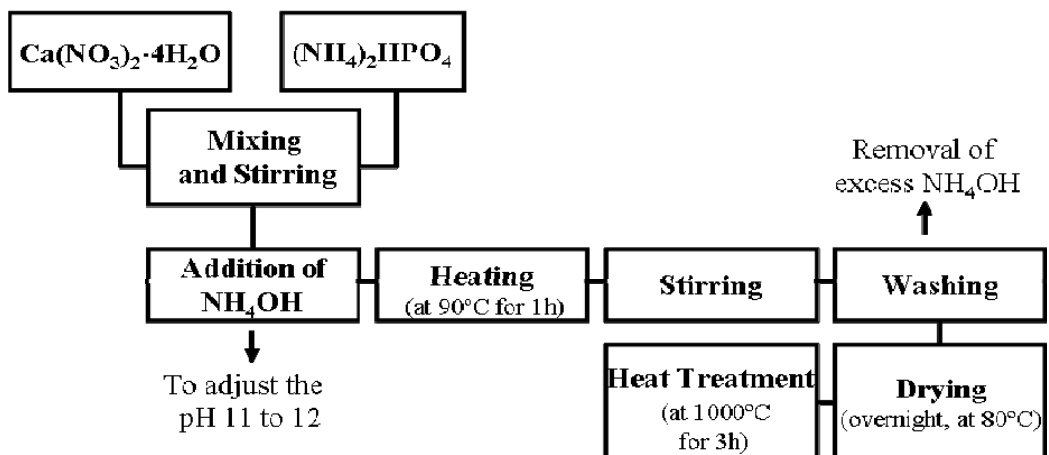 Ca(NO₃)₂·4H₂O
(NH₄)₂HPO₄
Mixing
and Stirring
Removal of
excess NH₄OH
Addition of
NH₄OH
Heating
(at 90°C for 1h)
Stirring
Washing
To adjust the
pH 11 to 12
Heat Treatment
(at 1000°C
for 3h)
Drying
(overnight, at 80°C)